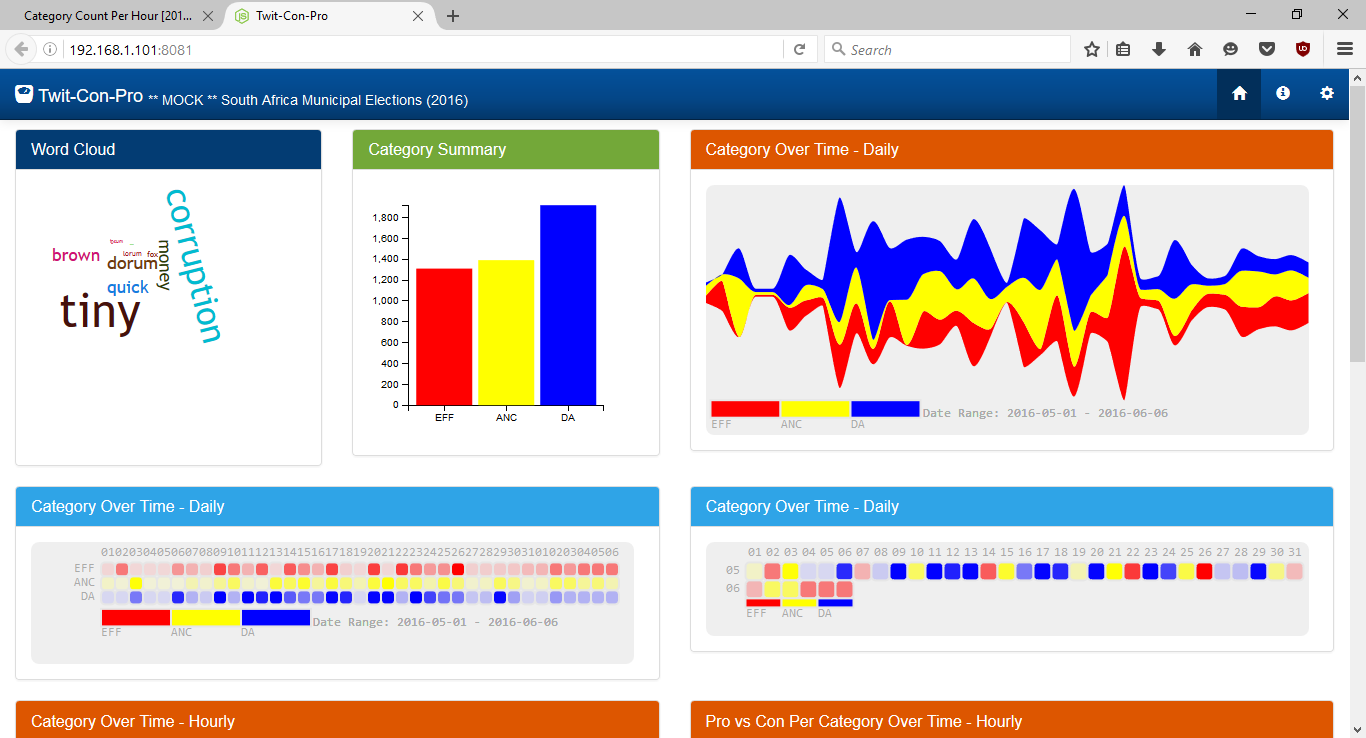 Category Count Per Hour [201...
Twit-Con-Pro
192.168.1.101:8081
Search
Twit-Con-Pro ** MOCK ** South Africa Municipal Elections (2016)
Word Cloud
corruption
money
brown
lorum
fox
dorum
quick
tiny
Category Summary
1,800
1,600
1,400
1,200
1,000
800
600
400
200
0
EFF ANC DA
Category Over Time - Daily
Date Range: 2016-05-01 - 2016-06-06
EFF ANC DA
Category Over Time - Daily
01020304050607080910111213141516171819202122232425262728293031010203040506
EFF
ANC
DA
Date Range: 2016-05-01 - 2016-06-06
EFF ANC DA
Category Over Time - Daily
01 02 03 04 05 06 07 08 09 10 11 12 13 14 15 16 17 18 19 20 21 22 23 24 25 26 27 28 29 30 31
05
06
EFF ANC DA
Category Over Time - Hourly
Pro vs Con Per Category Over Time - Hourly